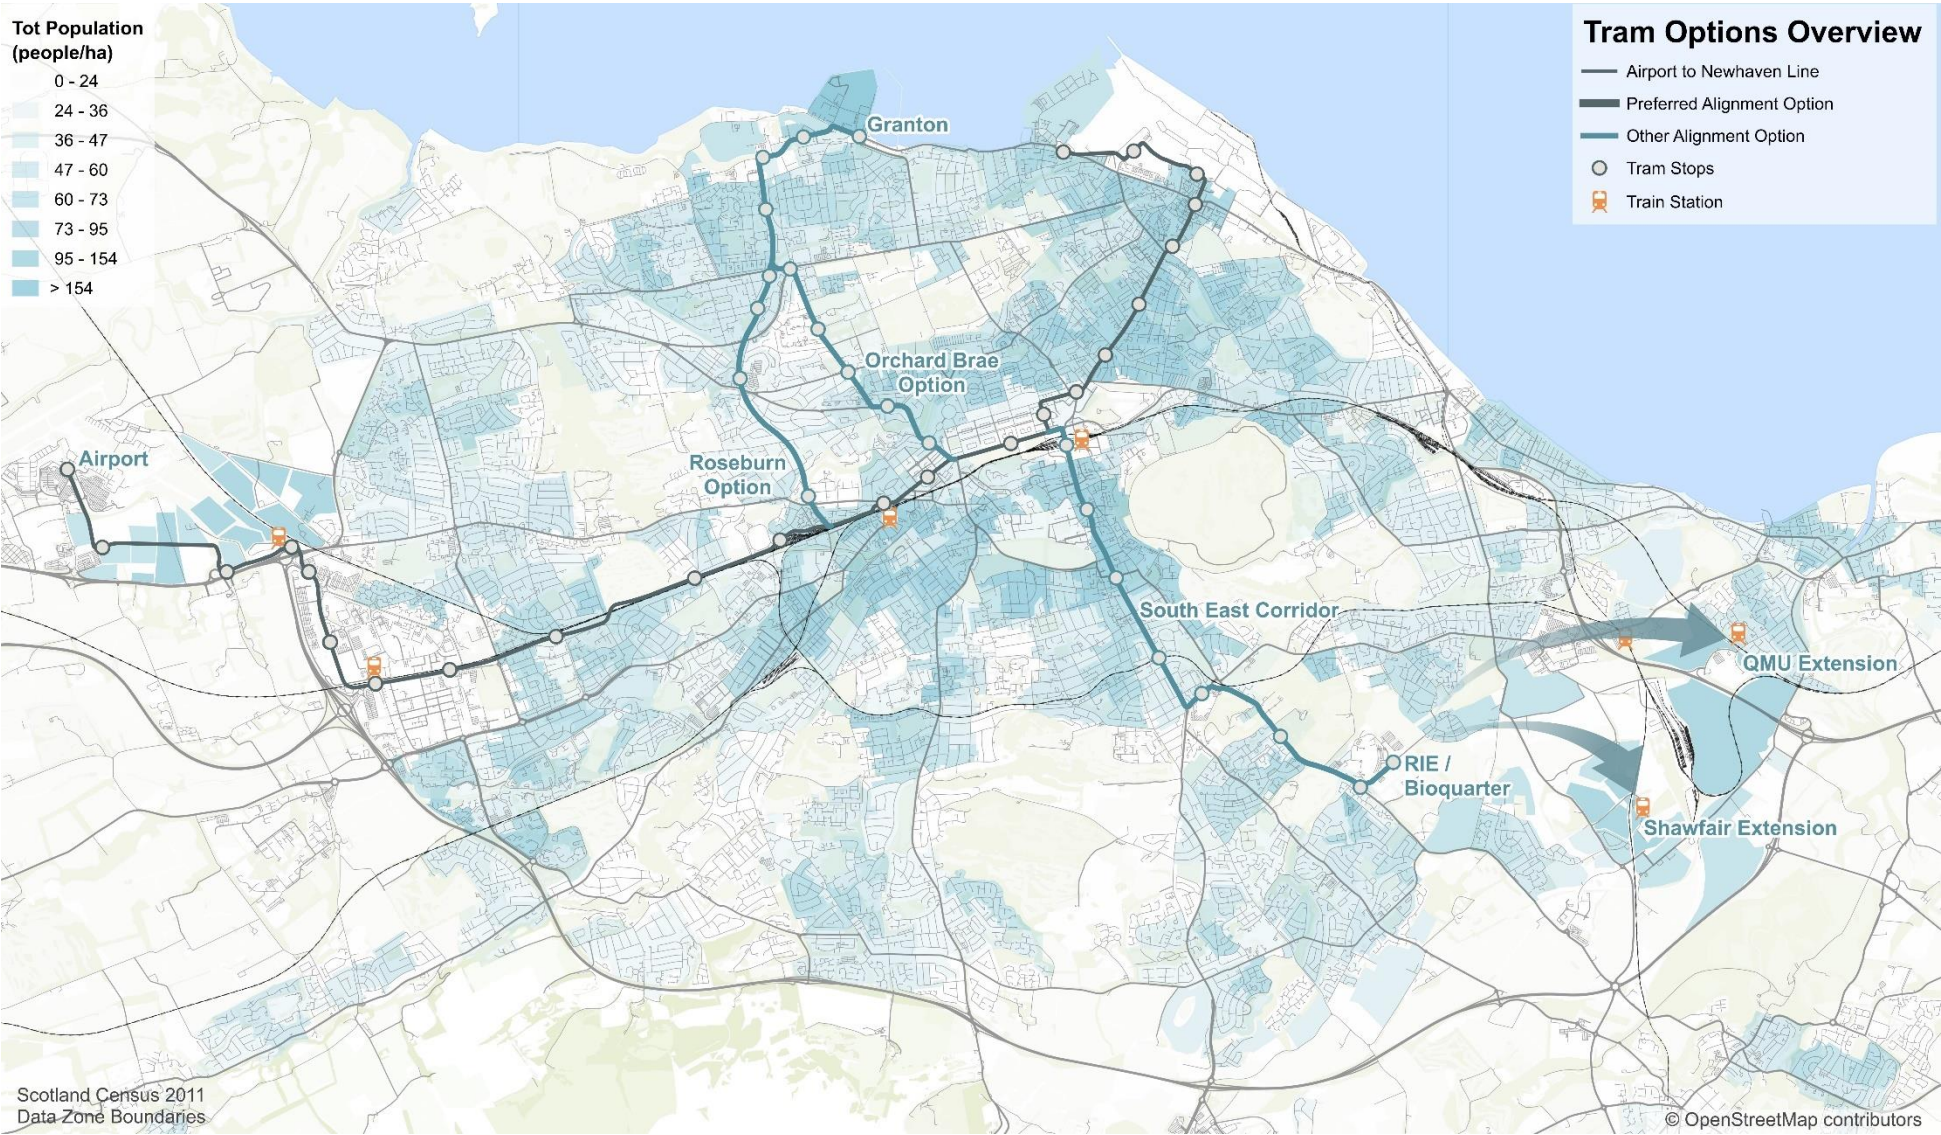 Tot Population
(people/ha)
0 - 24
24 - 36
36 - 47
47 - 60
60 - 73
73 - 95
95 - 154
> 154
Tram Options Overview
Airport to Newhaven Line
Preferred Alignment Option
Other Alignment Option
Tram Stops
Train Station
Granton
Orchard Brae
Option
Airport
Roseburn
Option
South East Corridor
QMU Extension
RIE /
Bioquarter
Shawfair Extension
Scotland Census 2011
Data Zone Boundaries
© OpenStreetMap contributors